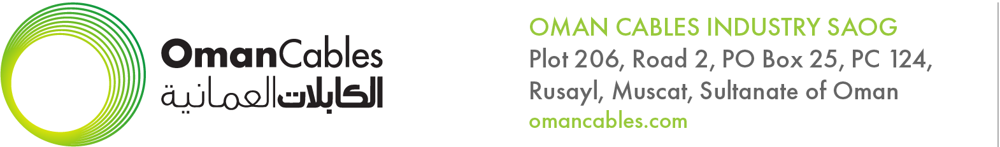 OmanCables
الكابلات العمانية
OMAN CABLES INDUSTRY SAOG
Plot 206, Road 2, PO Box 25, PC 124,
Rusayl, Muscat, Sultanate of Oman
omancables.com